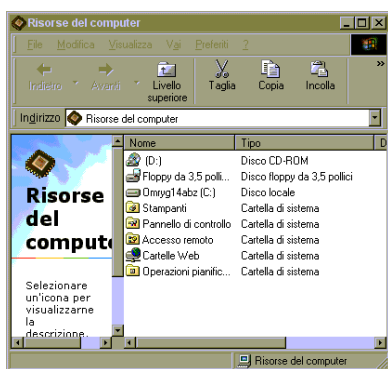 Risorse del computer
File Modifica Visualizza Vai Preferiti ?
Indietro Avanti Livello superiore Taglia Copia Incolla »
Indirizzo Risorse del computer
Nome Tipo D
(D:) Disco CD-ROM
Floppy da 3,5 polli... Disco floppy da 3,5 pollici
Omryg14abz (C:) Disco locale
Stampanti Cartella di sistema
Pannello di controllo Cartella di sistema
Accesso remoto Cartella di sistema
Cartelle Web Cartella di sistema
Operazioni pianific... Cartella di sistema
Risorse
del
compute
Selezionare
un'icona per
visualizzarne
la
descrizione.
Risorse del computer